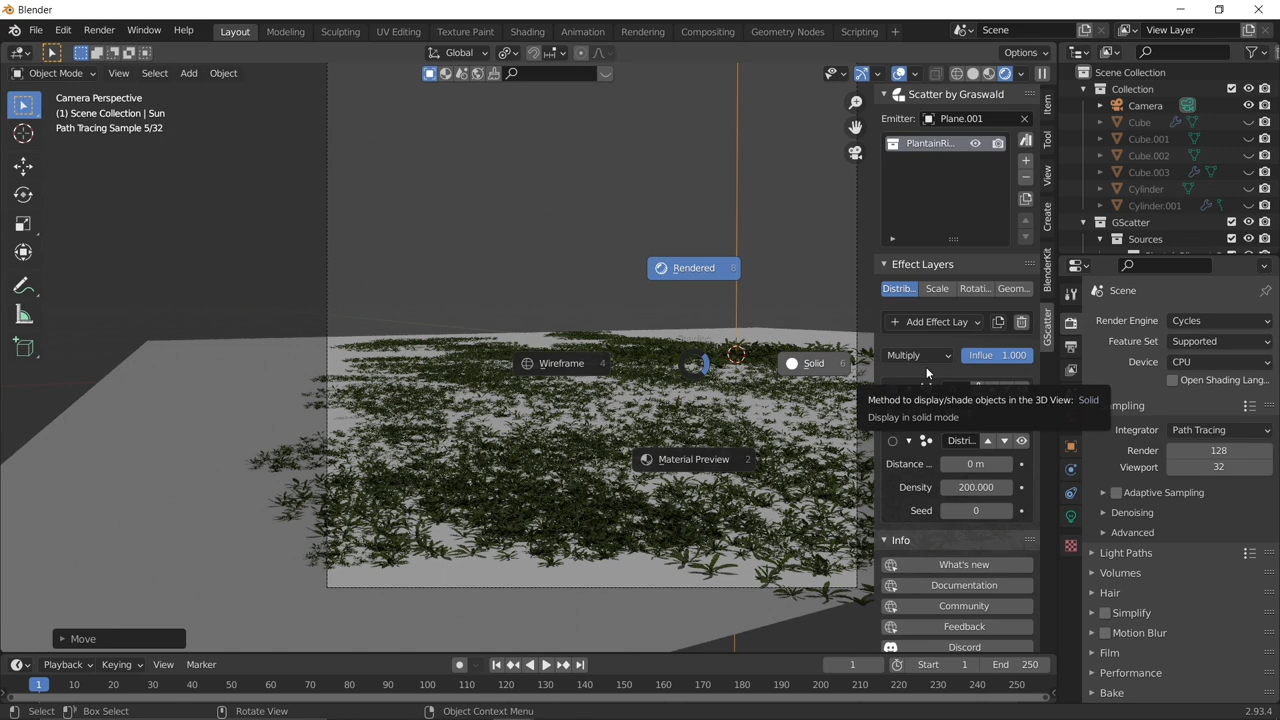 Blender
File Edit Render Window Help Layout Modeling Sculpting UV Editing Texture Paint Shading Animation Rendering Compositing Geometry Nodes Scripting + Scene View Layer
Global Options
Object Mode View Select Add Object
Camera Perspective
(1) Scene Collection | Sun
Path Tracing Sample 5/32
Rendered 8
Wireframe 4
Solid 6
Material Preview 2
Method to display/shade objects in the 3D View: Solid
Display in solid mode
Move
Scatter by Graswald
Emitter: Plane.001
PlantainRi...
Effect Layers
Distrib... Scale Rotati... Geom...
Add Effect Lay
Multiply Influe 1.000
Distri...
Distance ... 0 m
Density 200.000
Seed 0
Info
What's new
Documentation
Community
Feedback
Discord
Item
Tool
View
Create
BlenderKit
GScatter
Scene Collection
Collection
Camera
Cube
Cube.001
Cube.002
Cube.003
Cylinder
Cylinder.001
GScatter
Sources
Scene
Render Engine Cycles
Feature Set Supported
Device CPU
Open Shading Lang...
mpling
Integrator Path Tracing
Render 128
Viewport 32
Adaptive Sampling
Denoising
Advanced
Light Paths
Volumes
Hair
Simplify
Motion Blur
Film
Performance
Bake
Playback Keying View Marker 1 Start 1 End 250
1 10 20 30 40 50 60 70 80 90 100 110 120 130 140 150 160 170 180 190 200 210 220 230 240 250
Select Box Select Rotate View Object Context Menu 2.93.4